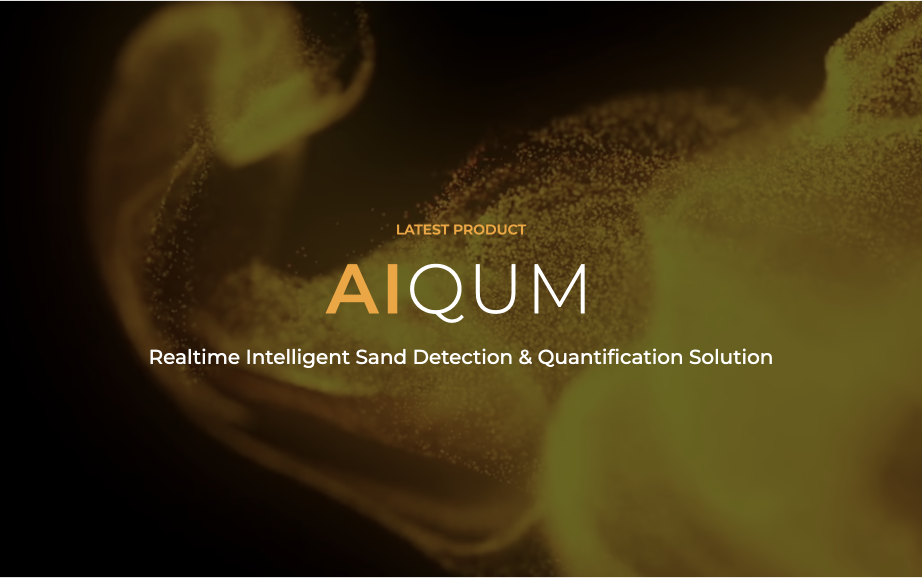 LATEST PRODUCT
AIQUM
Realtime Intelligent Sand Detection & Quantification Solution